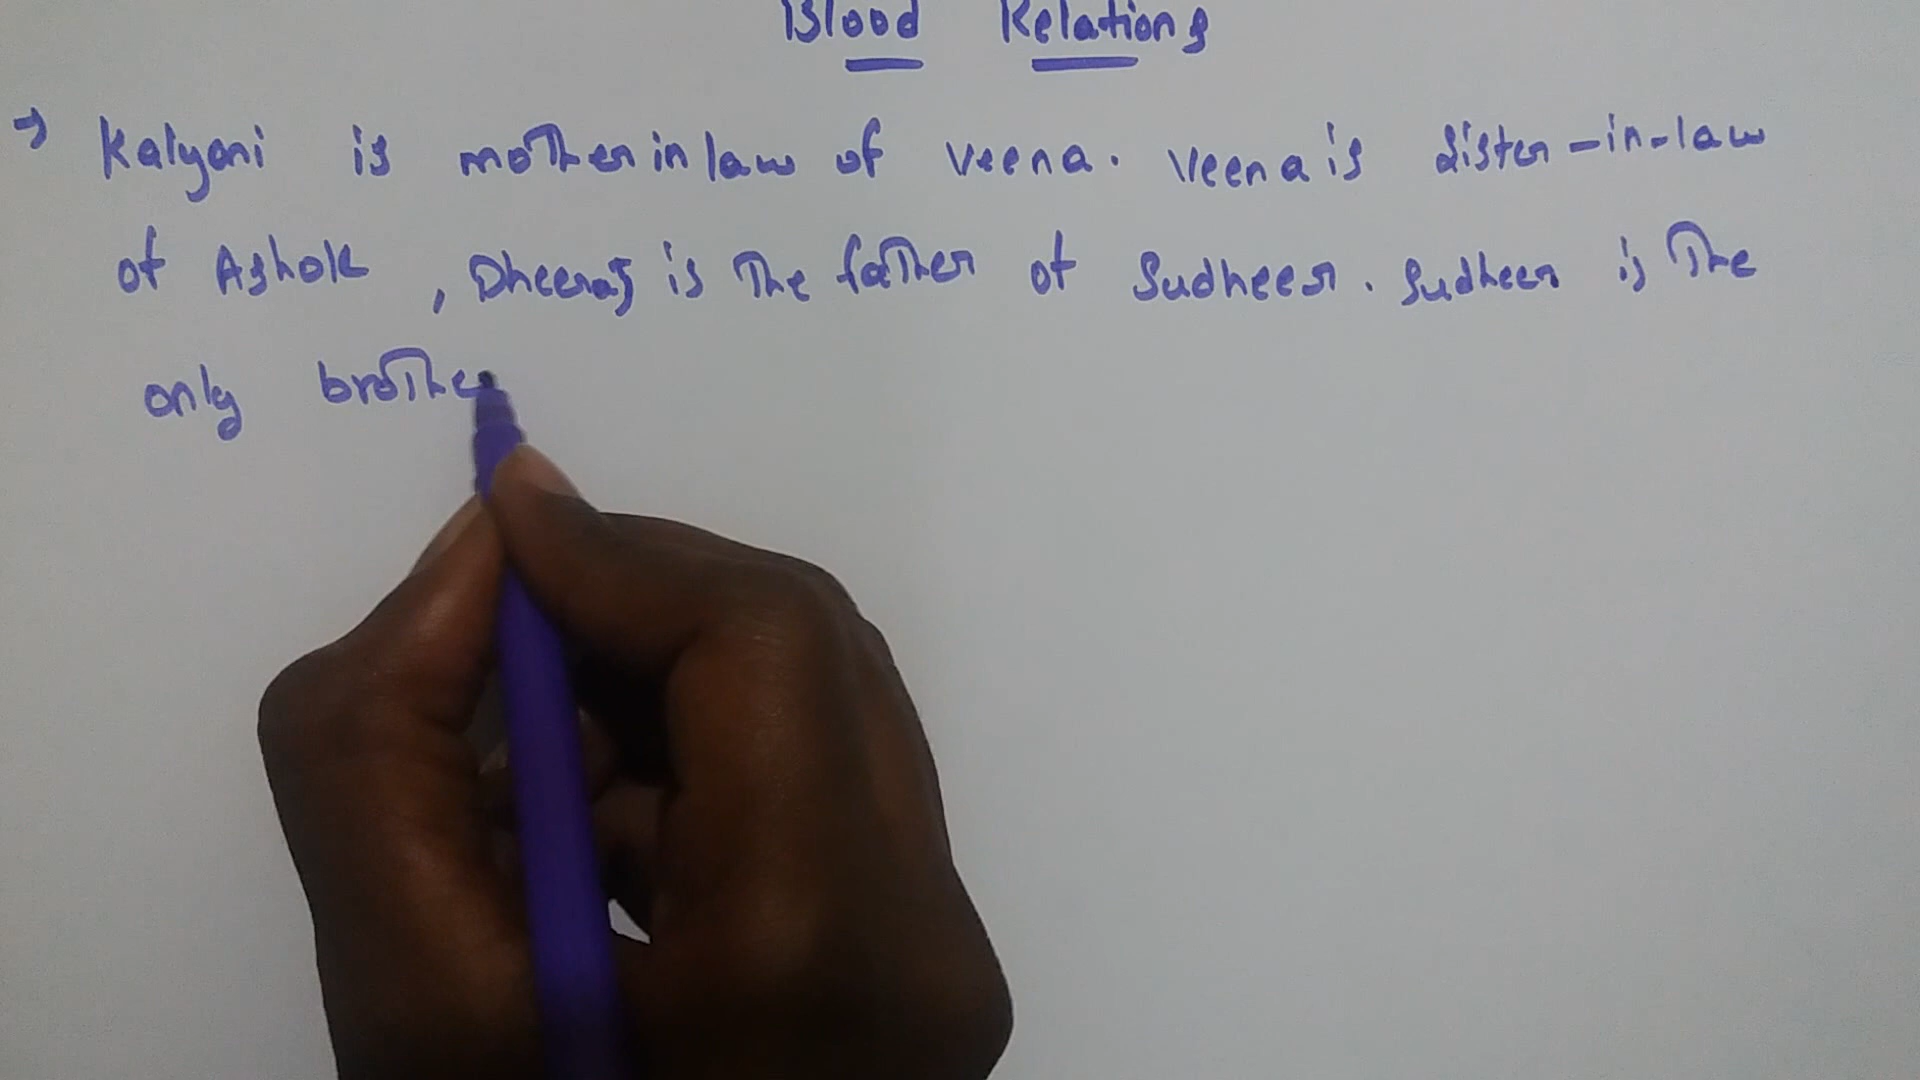 Blood Relations
→ Kalyani is mother in law of Veena. Veena is sister-in-law
of Ashok, Dheeraj is the father of Sudheer. Sudheer is the
only brothe